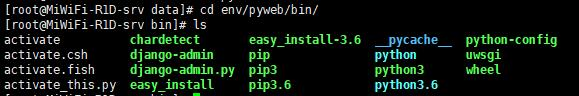 [root@MiWiFi-R1D-srv data]# cd env/pyweb/bin/
[root@MiWiFi-R1D-srv bin]# ls
activate chardetect easy_install-3.6 __pycache__ python-config
activate.csh django-admin pip python uwsgi
activate.fish django-admin.py pip3 python3 wheel
activate_this.py easy_install pip3.6 python3.6
[root@MiWiFi-R1D-srv bin]#